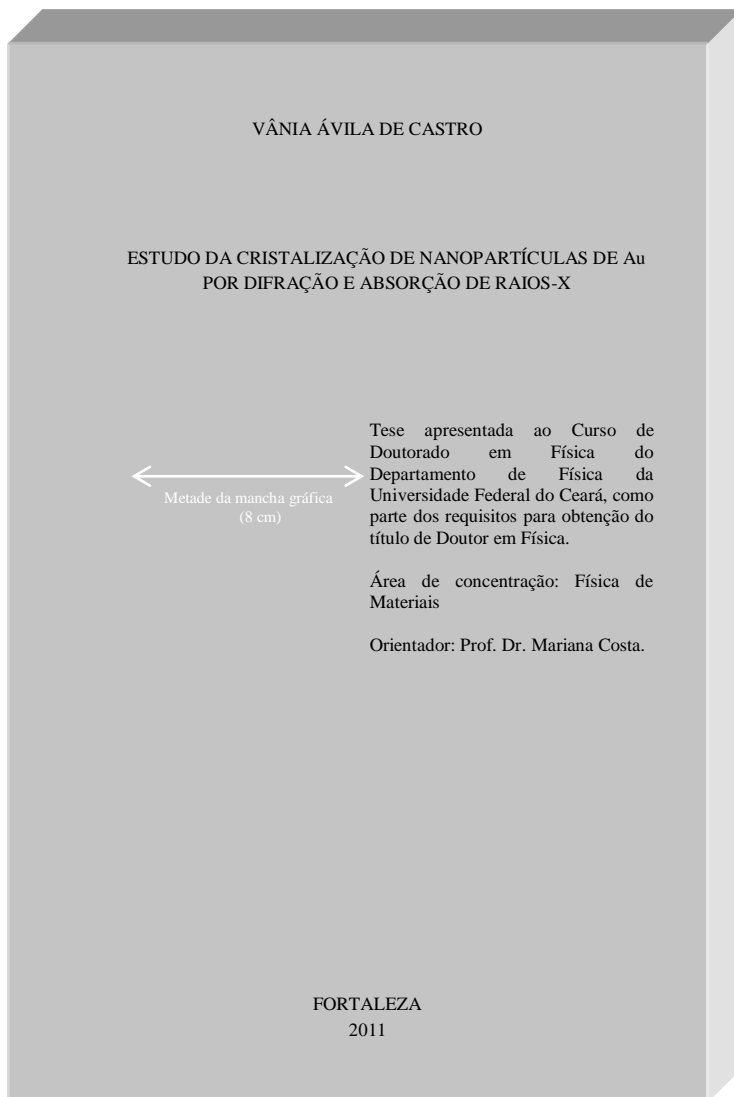 VÂNIA ÁVILA DE CASTRO
ESTUDO DA CRISTALIZAÇÃO DE NANOPARTÍCULAS DE Au
POR DIFRAÇÃO E ABSORÇÃO DE RAIOS-X
Tese apresentada ao Curso de
Doutorado em Física do
Departamento de Física da
Universidade Federal do Ceará, como
parte dos requisitos para obtenção do
título de Doutor em Física.
Metade da mancha gráfica
(8 cm)
Área de concentração: Física de
Materiais
Orientador: Prof. Dr. Mariana Costa.
FORTALEZA
2011